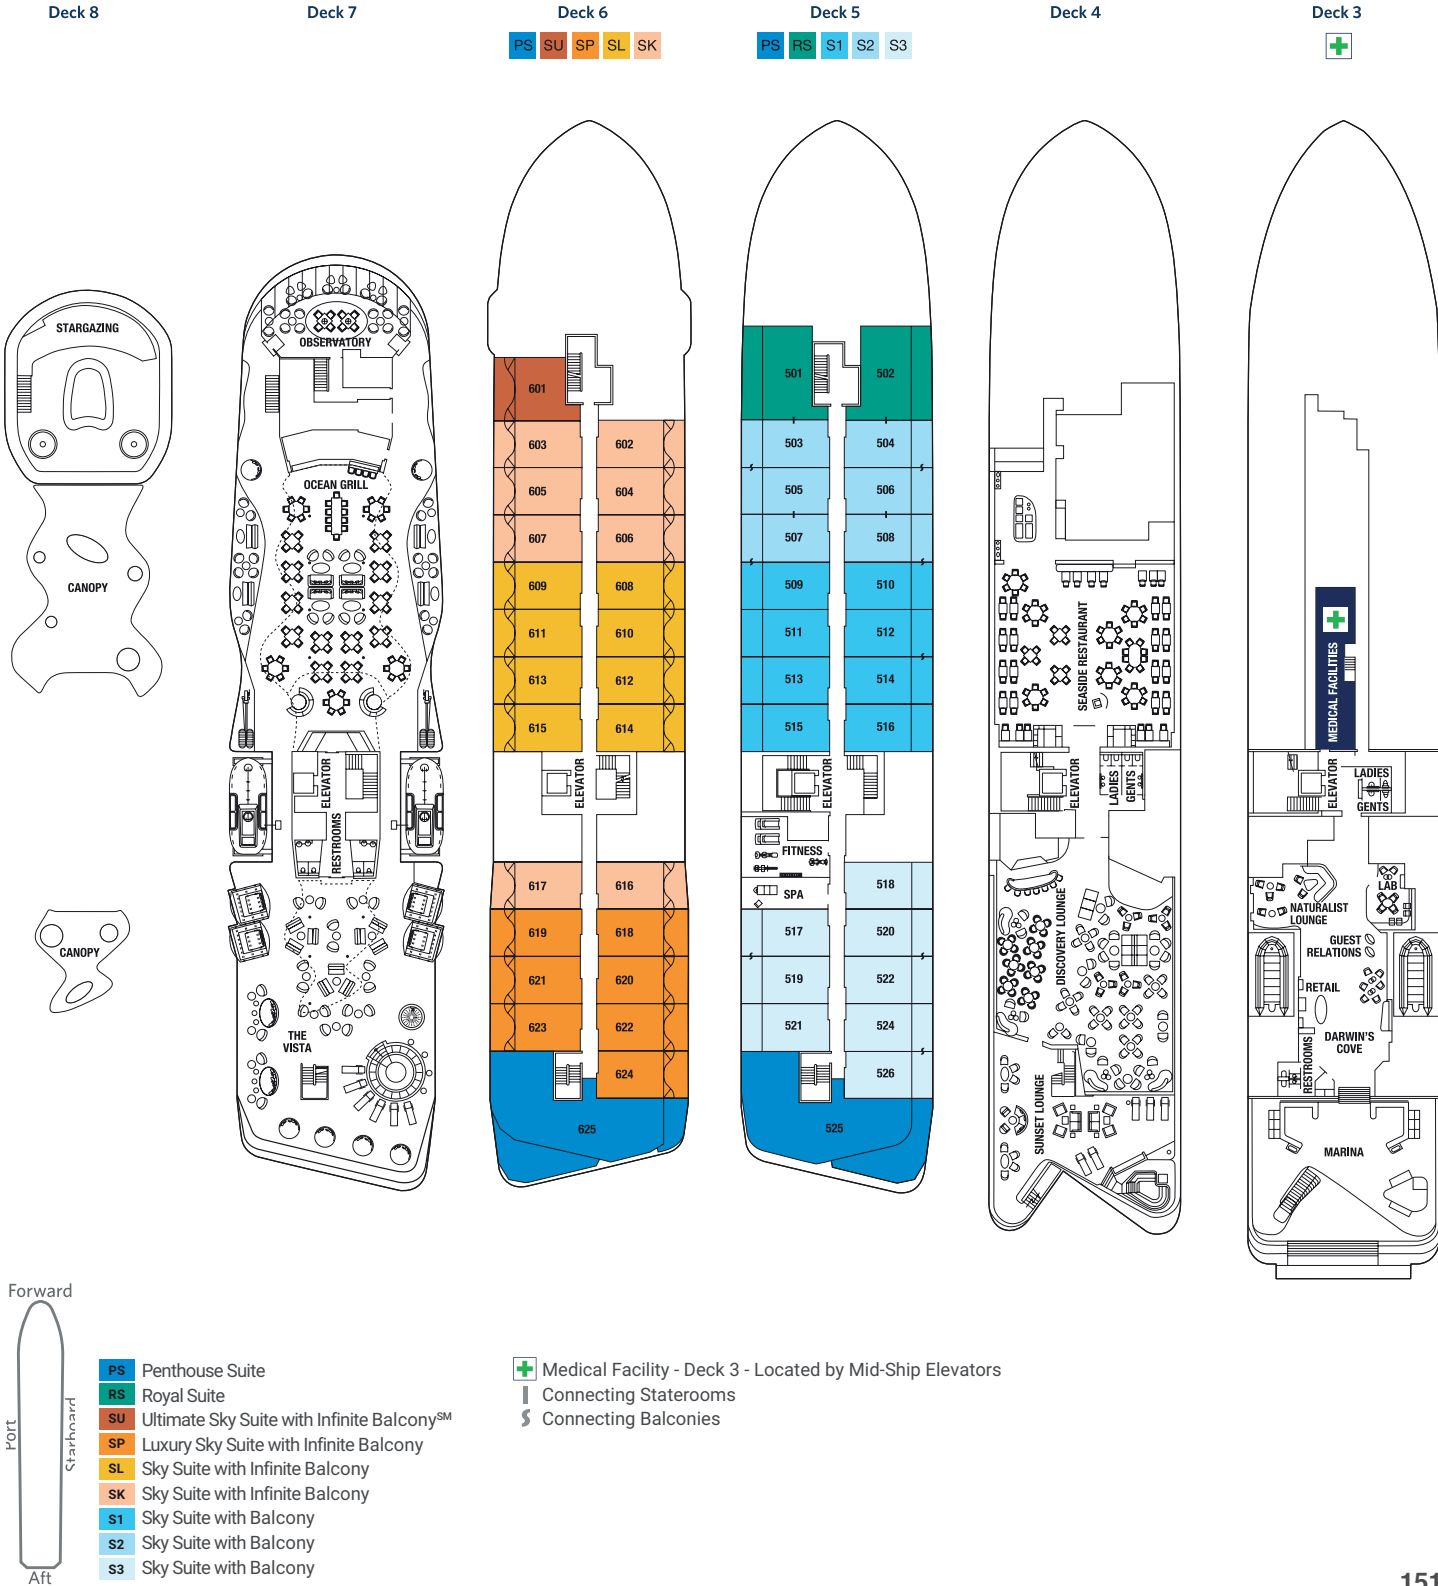 Deck 8
Deck 7
Deck 6
Deck 5
Deck 4
Deck 3
PS SU SP SL SK
PS RS S1 S2 S3
STARGAZING
CANOPY
CANOPY
OBSERVATORY
OCEAN GRILL
ELEVATOR
RESTROOMS
THE
VISTA
601
603 602
605 604
607 606
609 608
611 610
613 612
615 614
ELEVATOR
617 616
619 618
621 620
623 622
624
625
501 502
503 504
505 506
507 508
509 510
511 512
513 514
515 516
ELEVATOR
FITNESS
SPA
518
517 520
519 522
521 524
526
525
SEASIDE RESTAURANT
ELEVATOR
LADIES
GENTS
DISCOVERY LOUNGE
SUNSET LOUNGE
MEDICAL FACILITIES
ELEVATOR
LADIES
GENTS
LAB
NATURALIST
LOUNGE
GUEST
RELATIONS
RETAIL
DARWIN'S
COVE
RESTROOMS
MARINA
Forward
Port
Starboard
Aft
PS Penthouse Suite
RS Royal Suite
SU Ultimate Sky Suite with Infinite Balcony℠
SP Luxury Sky Suite with Infinite Balcony
SL Sky Suite with Infinite Balcony
SK Sky Suite with Infinite Balcony
S1 Sky Suite with Balcony
S2 Sky Suite with Balcony
S3 Sky Suite with Balcony
Medical Facility - Deck 3 - Located by Mid-Ship Elevators
Connecting Staterooms
Connecting Balconies
151